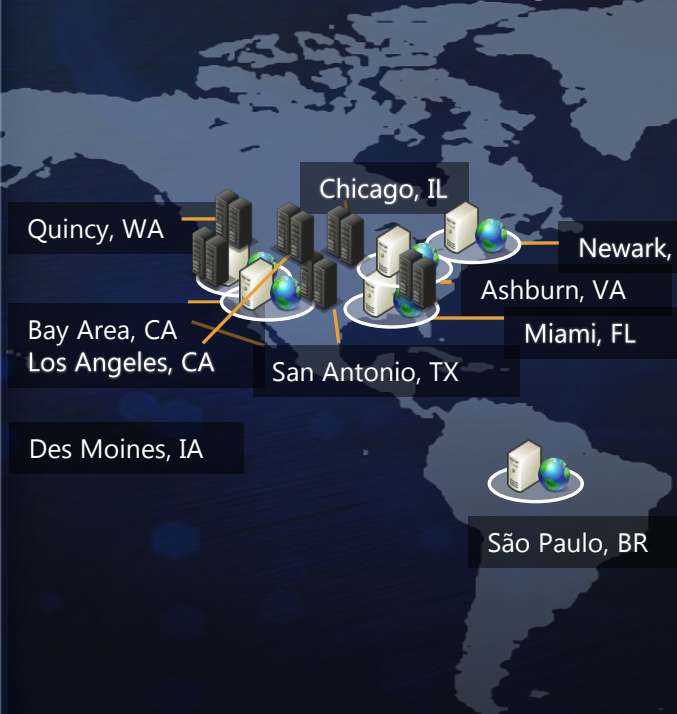 Chicago, IL
Quincy, WA
Newark,
Ashburn, VA
Bay Area, CA
Miami, FL
Los Angeles, CA
San Antonio, TX
Des Moines, IA
São Paulo, BR